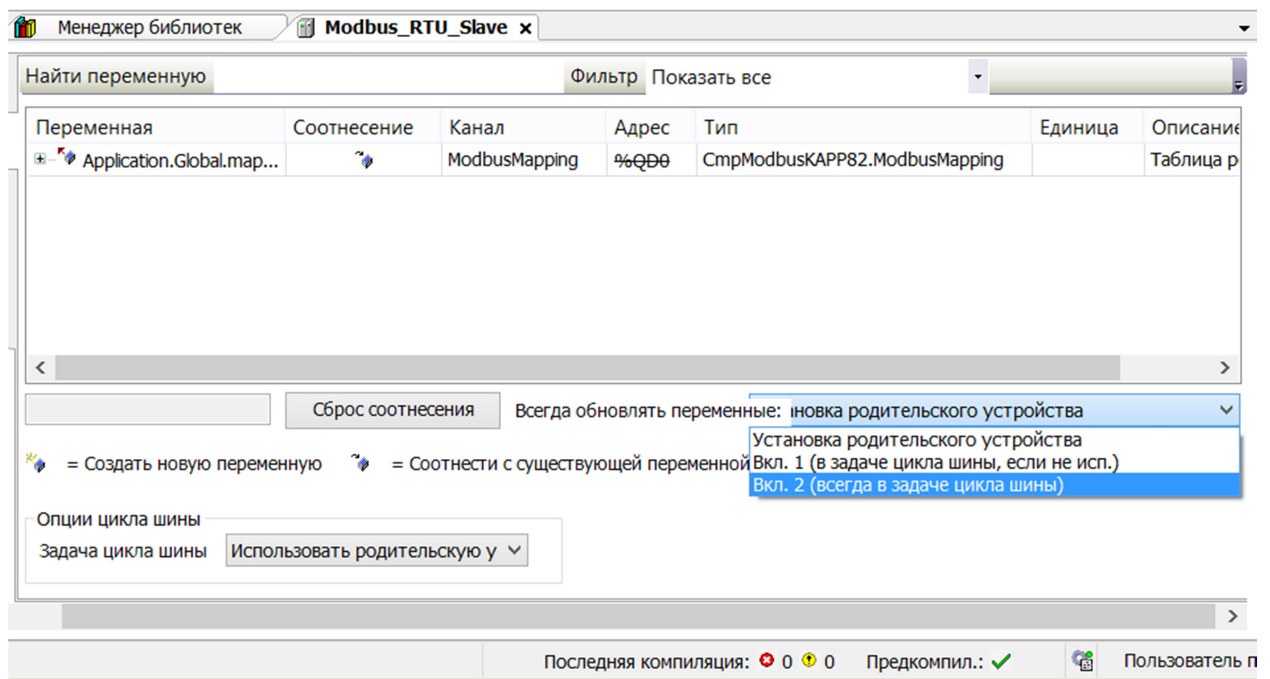 Менеджер библиотек Modbus_RTU_Slave x
Найти переменную Фильтр Показать все
Переменная Соотнесение Канал Адрес Тип Единица Описание
Application.Global.map... ModbusMapping %QD0 CmpModbusKAPP82.ModbusMapping Таблица р
Сброс соотнесения Всегда обновлять переменные: новка родительского устройства
Установка родительского устройства
= Создать новую переменную = Соотнести с существующей переменной Вкл. 1 (в задаче цикла шины, если не исп.)
Вкл. 2 (всегда в задаче цикла шины)
Опции цикла шины
Задача цикла шины Использовать родительскую у
Последняя компиляция: 0 0 Предкомпил.: Пользователь п